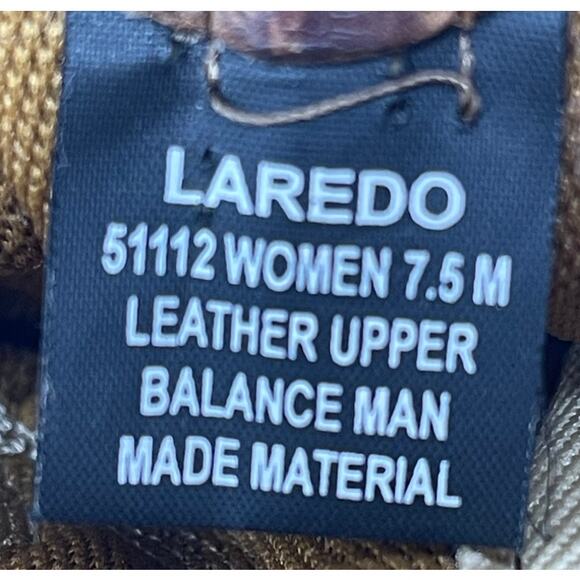 LAREDO
51112 WOMEN 7.5 M
LEATHER UPPER
BALANCE MAN
MADE MATERIAL